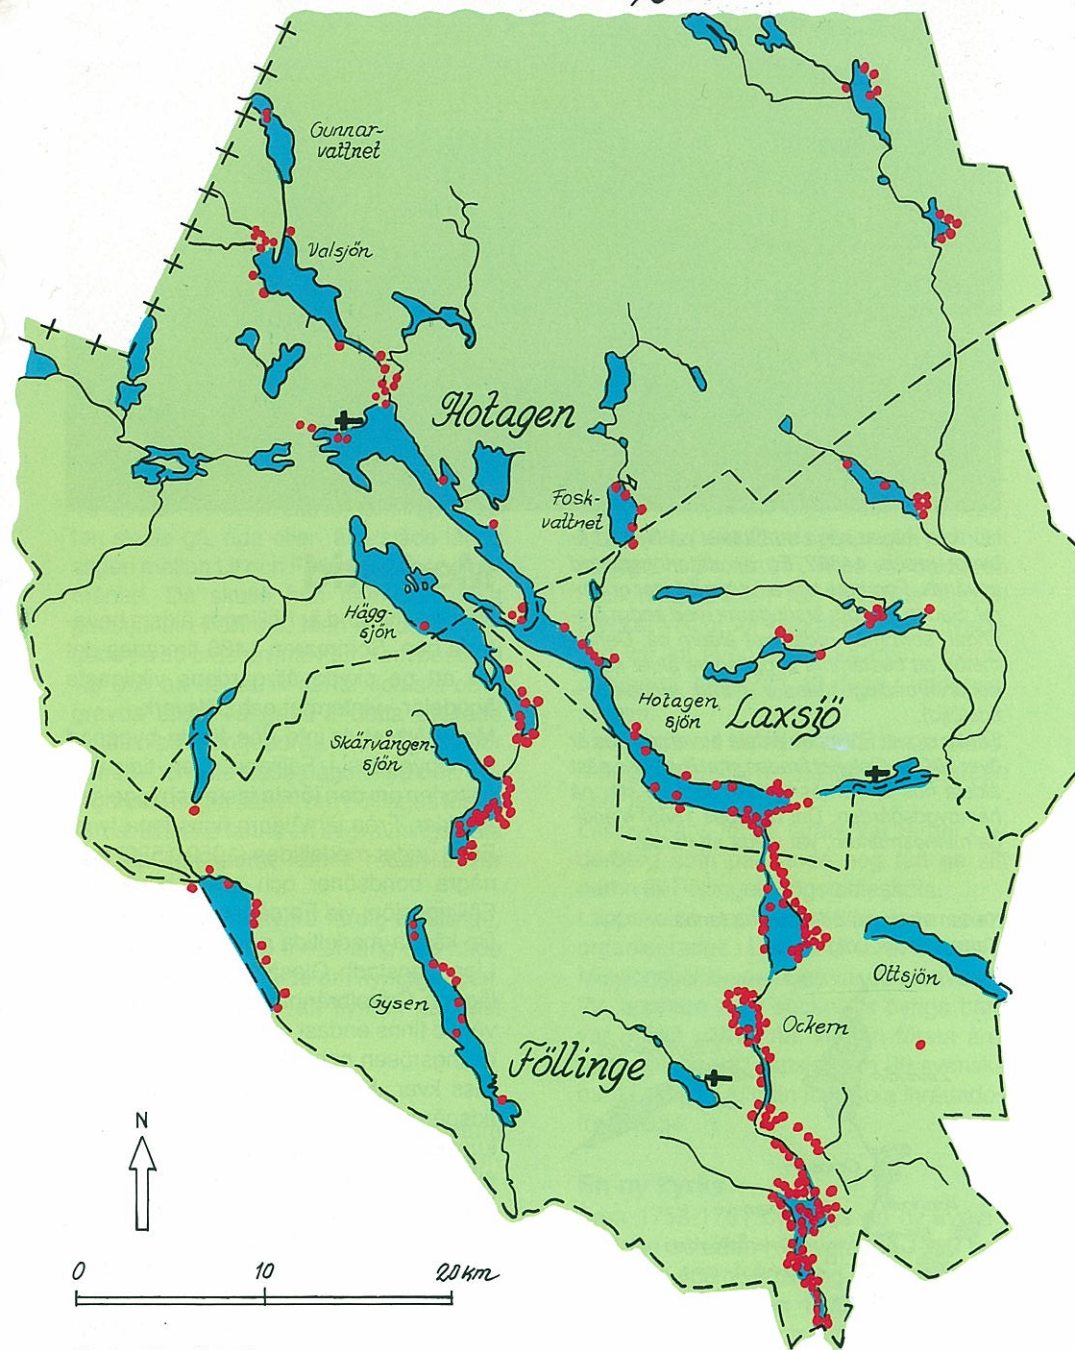 Gunnar-
vattnet
Valsjön
Hotagen
Fosk-
vattnet
Hägg-
sjön
Hotagen
sjön
Laxsjö
Skärvången-
sjön
Ottsjön
Gysen
Ockern
Föllinge
N
0 10 20 km